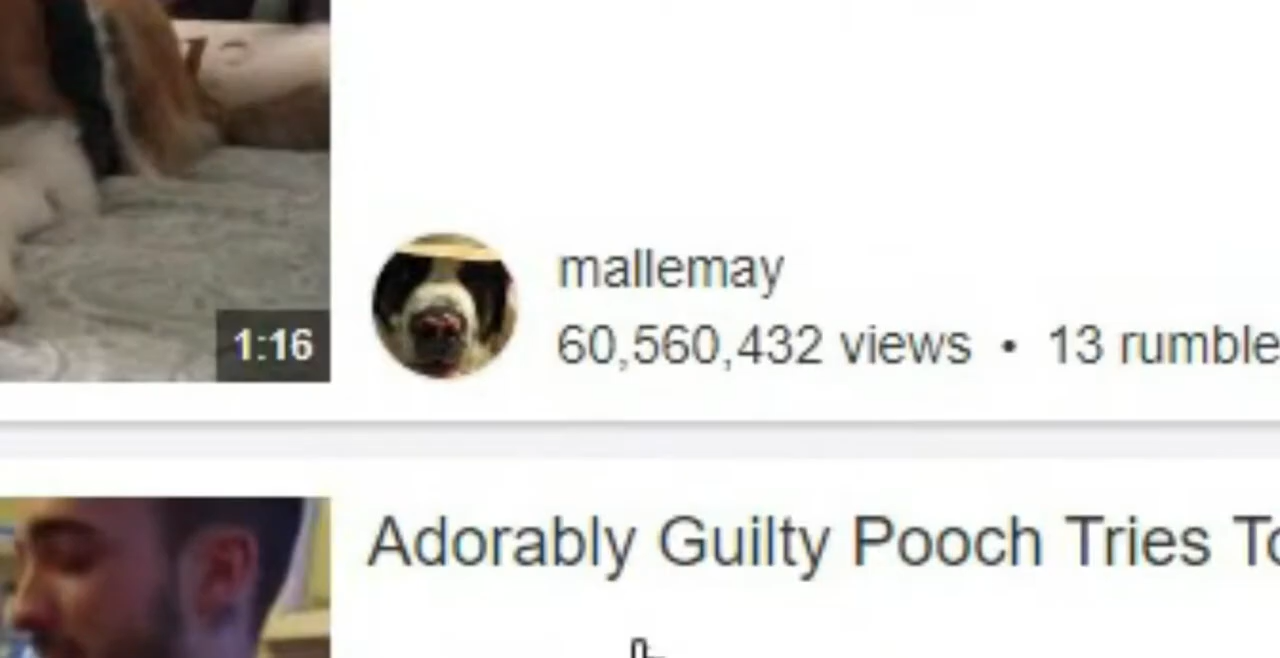 mallemay
1:16
60,560,432 views • 13 rumble
Adorably Guilty Pooch Tries To